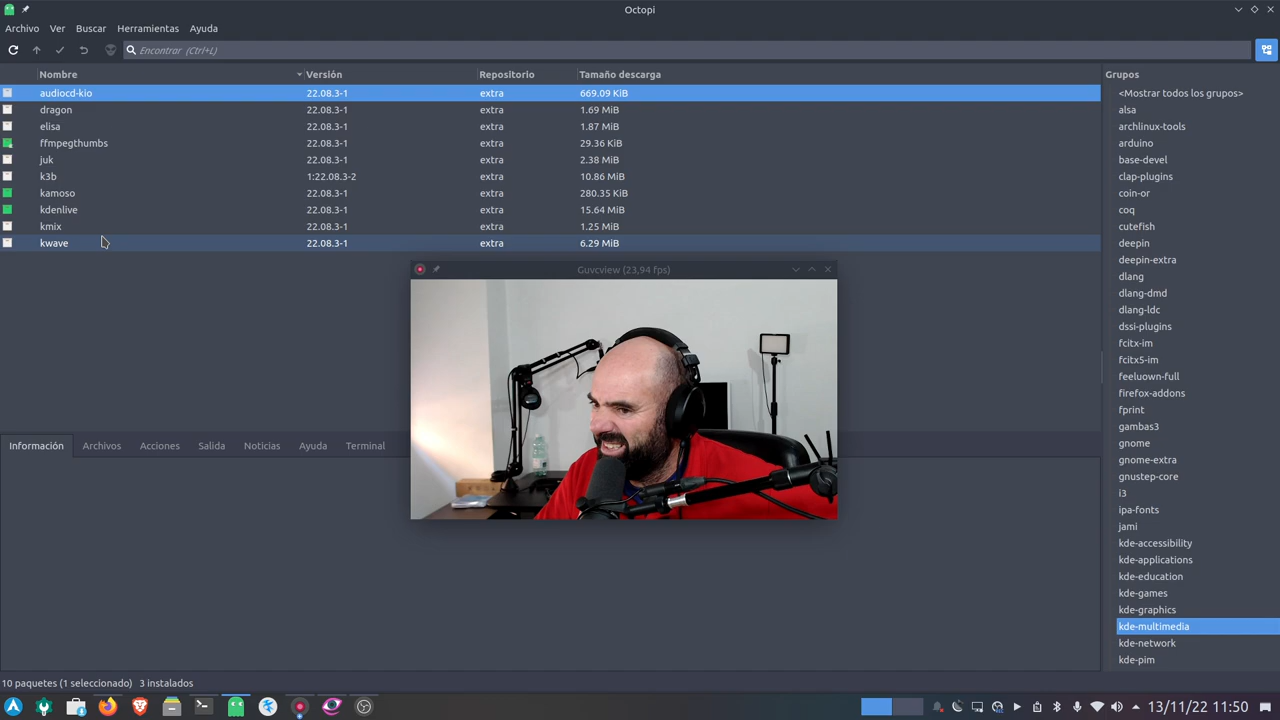 Octopi
Archivo Ver Buscar Herramientas Ayuda
Encontrar (Ctrl+L)
Nombre Versión Repositorio Tamaño descarga
audiocd-kio 22.08.3-1 extra 669.09 KiB
dragon 22.08.3-1 extra 1.69 MiB
elisa 22.08.3-1 extra 1.87 MiB
ffmpegthumbs 22.08.3-1 extra 29.36 KiB
juk 22.08.3-1 extra 2.38 MiB
k3b 1:22.08.3-2 extra 10.86 MiB
kamoso 22.08.3-1 extra 280.35 KiB
kdenlive 22.08.3-1 extra 15.64 MiB
kmix 22.08.3-1 extra 1.25 MiB
kwave 22.08.3-1 extra 6.29 MiB
Guvcview (23,94 fps)
Información Archivos Acciones Salida Noticias Ayuda Terminal
Grupos
<Mostrar todos los grupos>
alsa
archlinux-tools
arduino
base-devel
clap-plugins
coin-or
coq
cutefish
deepin
deepin-extra
dlang
dlang-dmd
dlang-ldc
dssi-plugins
fcitx-im
fcitx5-im
feeluown-full
firefox-addons
fprint
gambas3
gnome
gnome-extra
gnustep-core
i3
ipa-fonts
jami
kde-accessibility
kde-applications
kde-education
kde-games
kde-graphics
kde-multimedia
kde-network
kde-pim
10 paquetes (1 seleccionado) 3 instalados
13/11/22 11:50